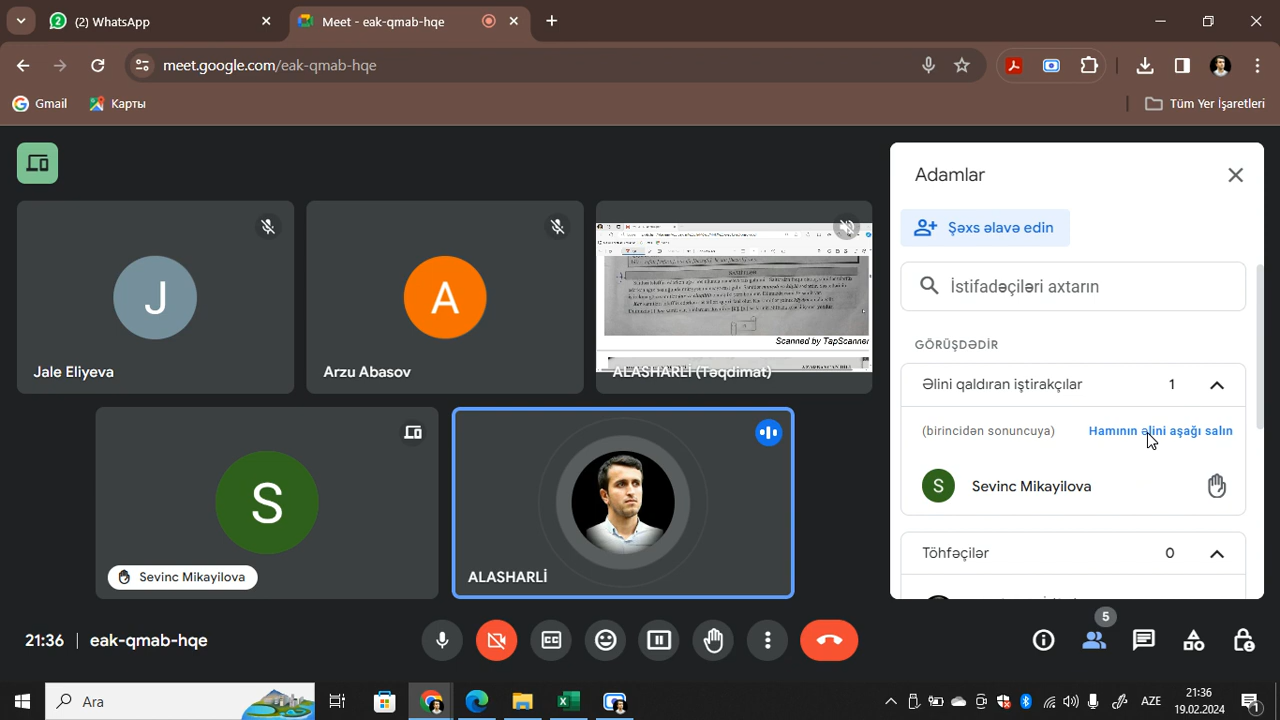 (2) WhatsApp
Meet - eak-qmab-hqe
meet.google.com/eak-qmab-hqe
Gmail
Карты
Tüm Yer İşaretleri
J
Jale Eliyeva
A
Arzu Abasov
Scanned by TapScanner
ALASHARLİ (Təqdimat)
S
Sevinc Mikayilova
ALASHARLİ
Adamlar
Şəxs əlavə edin
İstifadəçiləri axtarın
GÖRÜŞDƏDİR
Əlini qaldıran iştirakçılar 1
(birincidən sonuncuya) Hamının əlini aşağı salın
S Sevinc Mikayilova
Töhfəçilər 0
21:36 eak-qmab-hqe
5
Ara
AZE
21:36
19.02.2024
1